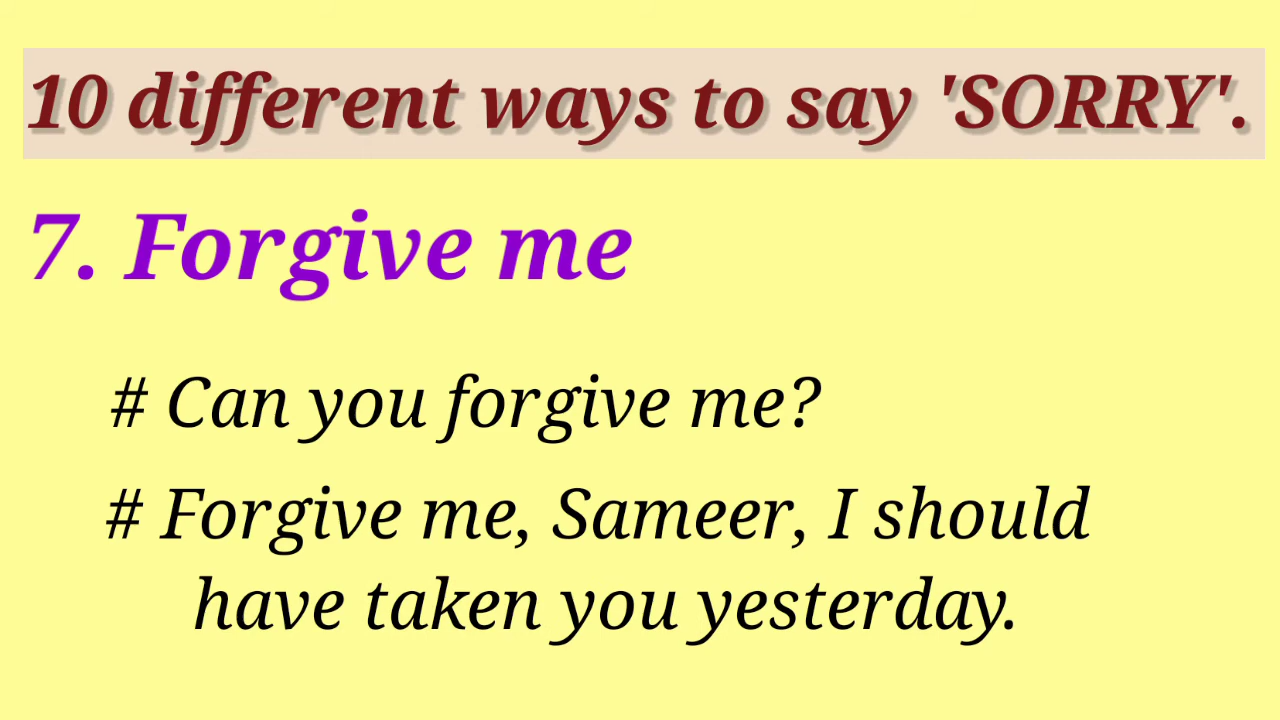 10 different ways to say 'SORRY'.
7. Forgive me
# Can you forgive me?
# Forgive me, Sameer, I should
have taken you yesterday.